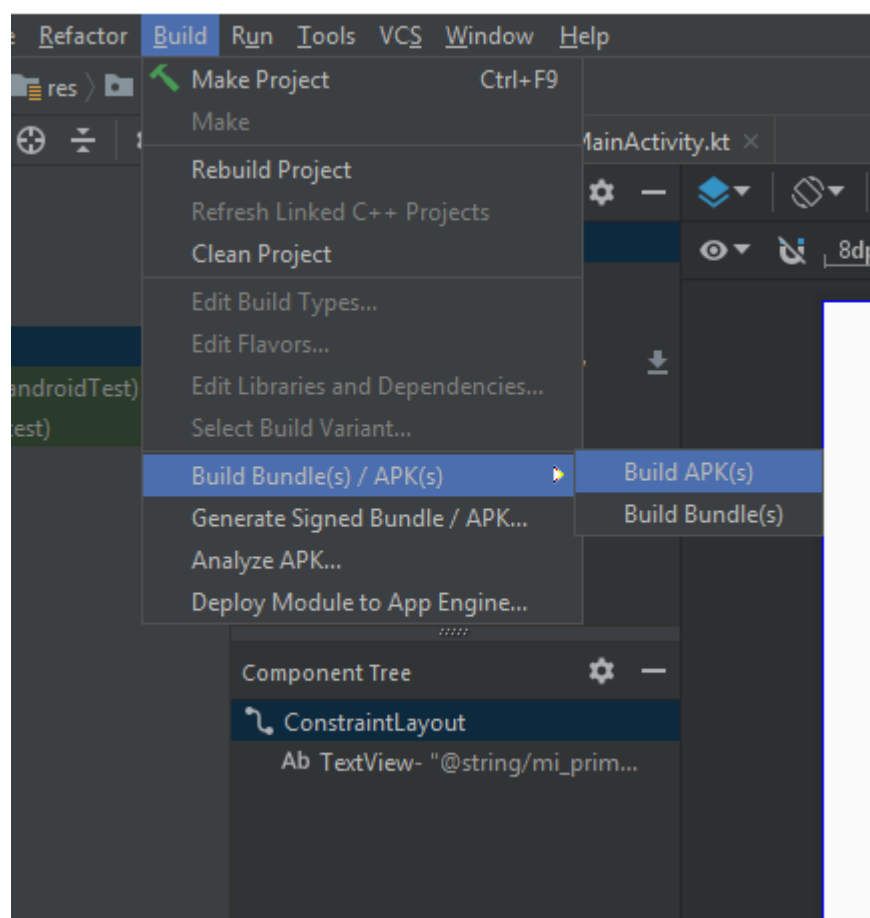 Refactor Build Run Tools VCS Window Help
res
Make Project Ctrl+F9
Make
MainActivity.kt
Rebuild Project
Refresh Linked C++ Projects
Clean Project
8dp
Edit Build Types...
Edit Flavors...
androidTest)
Edit Libraries and Dependencies...
test)
Select Build Variant...
Build Bundle(s) / APK(s)
Build APK(s)
Generate Signed Bundle / APK...
Build Bundle(s)
Analyze APK...
Deploy Module to App Engine...
Component Tree
ConstraintLayout
Ab TextView- "@string/mi_prim...